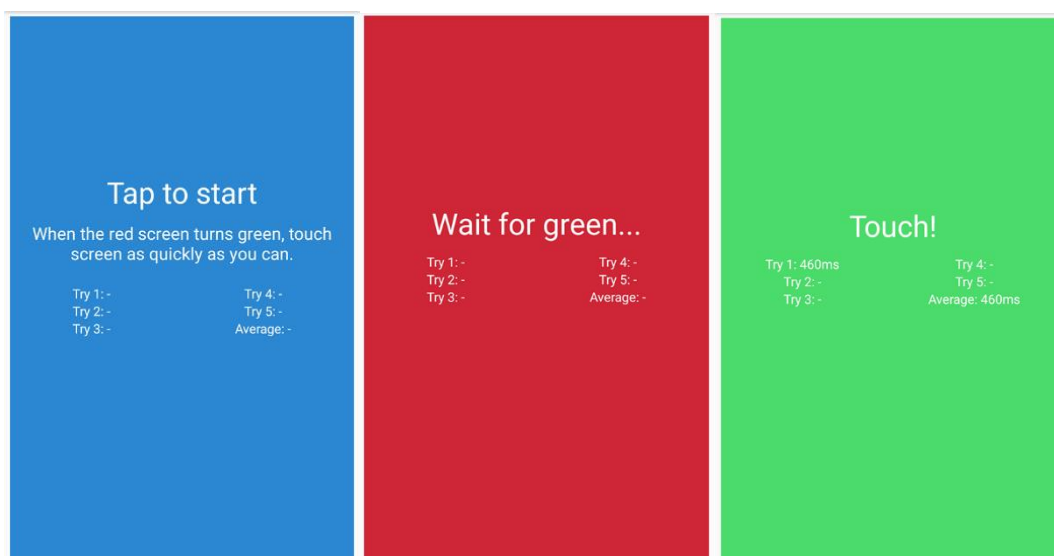 Tap to start
When the red screen turns green, touch
screen as quickly as you can.
Try 1: -
Try 2: -
Try 3: -
Try 4: -
Try 5: -
Average: -
Wait for green...
Try 1: -
Try 2: -
Try 3: -
Try 4: -
Try 5: -
Average: -
Touch!
Try 1: 460ms
Try 2: -
Try 3: -
Try 4: -
Try 5: -
Average: 460ms